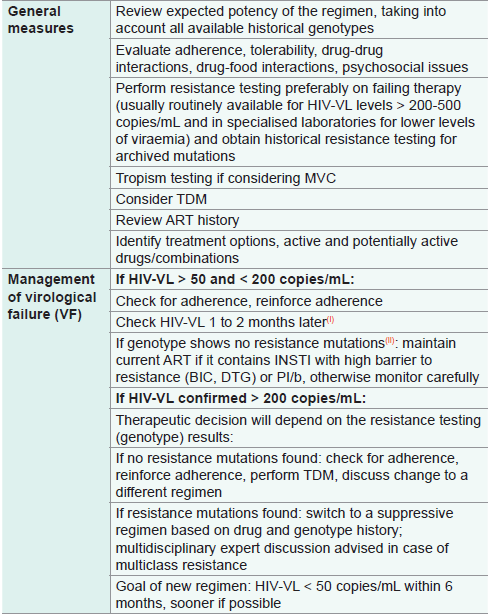 General
measures
Review expected potency of the regimen, taking into
account all available historical genotypes
Evaluate adherence, tolerability, drug-drug
interactions, drug-food interactions, psychosocial issues
Perform resistance testing preferably on failing therapy
(usually routinely available for HIV-VL levels > 200-500
copies/mL and in specialised laboratories for lower levels
of viraemia) and obtain historical resistance testing for
archived mutations
Tropism testing if considering MVC
Consider TDM
Review ART history
Identify treatment options, active and potentially active
drugs/combinations
Management
of virological
failure (VF)
If HIV-VL > 50 and < 200 copies/mL:
Check for adherence, reinforce adherence
Check HIV-VL 1 to 2 months later(i)
If genotype shows no resistance mutations(ii): maintain
current ART if it contains INSTI with high barrier to
resistance (BIC, DTG) or PI/b, otherwise monitor carefully
If HIV-VL confirmed > 200 copies/mL:
Therapeutic decision will depend on the resistance testing
(genotype) results:
If no resistance mutations found: check for adherence,
reinforce adherence, perform TDM, discuss change to a
different regimen
If resistance mutations found: switch to a suppressive
regimen based on drug and genotype history;
multidisciplinary expert discussion advised in case of
multiclass resistance
Goal of new regimen: HIV-VL < 50 copies/mL within 6
months, sooner if possible